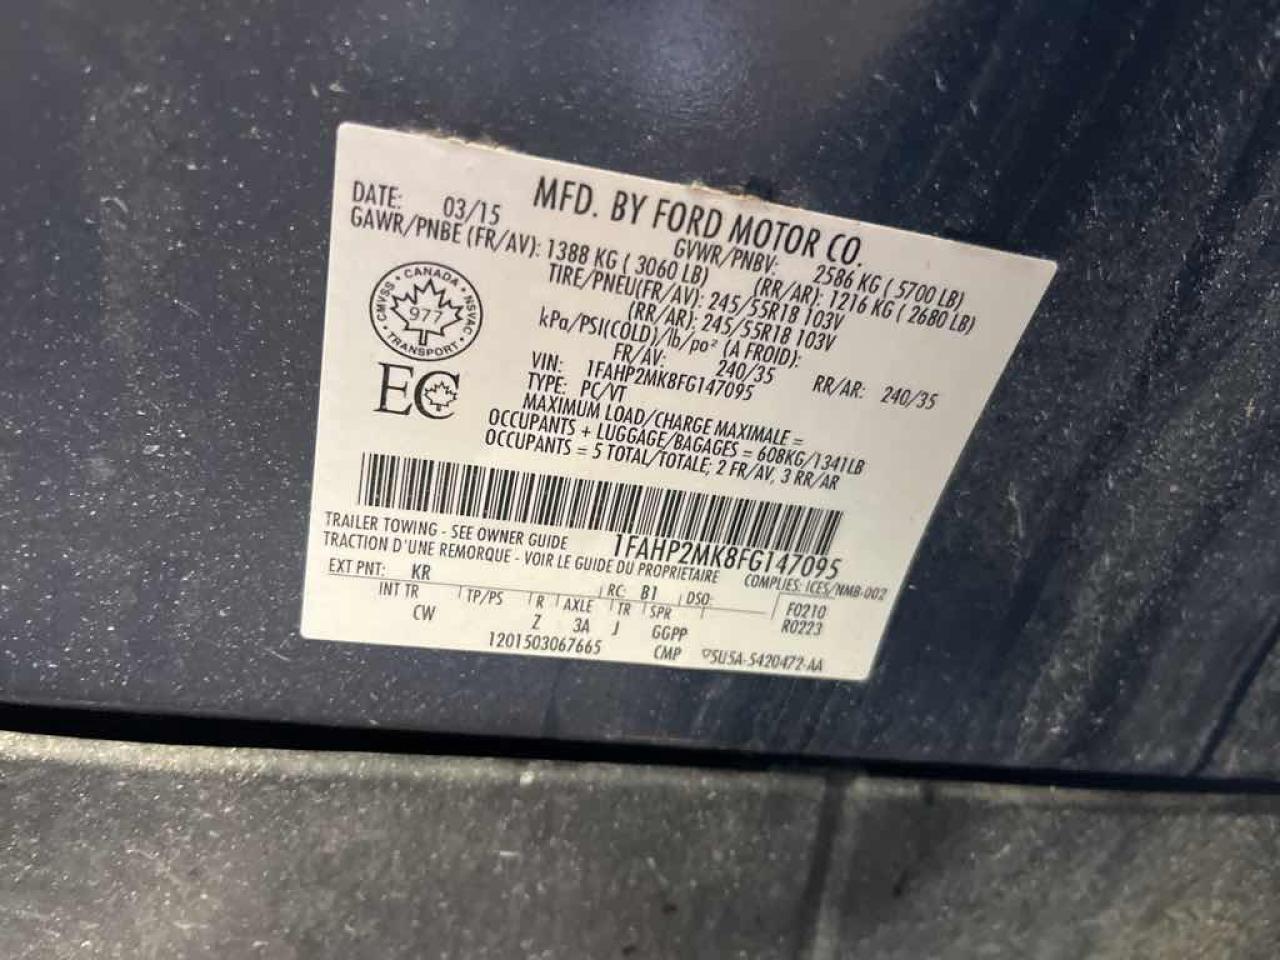 MFD. BY FORD MOTOR CO.
DATE: 03/15 GVWR/PNBV: 2586 KG ( 5700 LB)
GAWR/PNBE (FR/AV): 1388 KG ( 3060 LB) (RR/AR): 1216 KG ( 2680 LB)
TIRE/PNEU(FR/AV): 245/55R18 103V
(RR/AR): 245/55R18 103V
kPa/PSI(COLD)/lb/po² (A FROID):
FR/AV: 240/35 RR/AR: 240/35
VIN: 1FAHP2MK8FG147095
TYPE: PC/VT
MAXIMUM LOAD/CHARGE MAXIMALE =
OCCUPANTS + LUGGAGE/BAGAGES = 608KG/1341LB
OCCUPANTS = 5 TOTAL/TOTALE; 2 FR/AV, 3 RR/AR
CANADA
CMVSS 977 NSVAC
TRANSPORT
EC
1FAHP2MK8FG147095
TRAILER TOWING - SEE OWNER GUIDE
TRACTION D'UNE REMORQUE - VOIR LE GUIDE DU PROPRIETAIRE
COMPLIES: ICES/NMB-002
EXT PNT: KR RC: B1 DSO:
INT TR TP/PS R AXLE TR SPR F0210
CW Z 3A J GGPP R0223
1201503067665 CMP 5U5A-5420472-AA